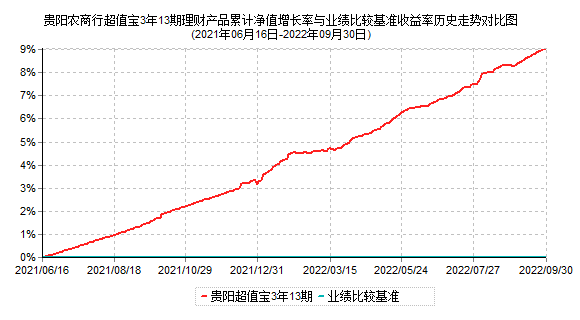 贵阳农商行超值宝3年13期理财产品累计净值增长率与业绩比较基准收益率历史走势对比图
(2021年06月16日-2022年09月30日)
9%
8%
7%
6%
5%
4%
3%
2%
1%
0%
2021/06/16 2021/08/18 2021/10/29 2021/12/31 2022/03/15 2022/05/24 2022/07/27 2022/09/30
贵阳超值宝3年13期 业绩比较基准